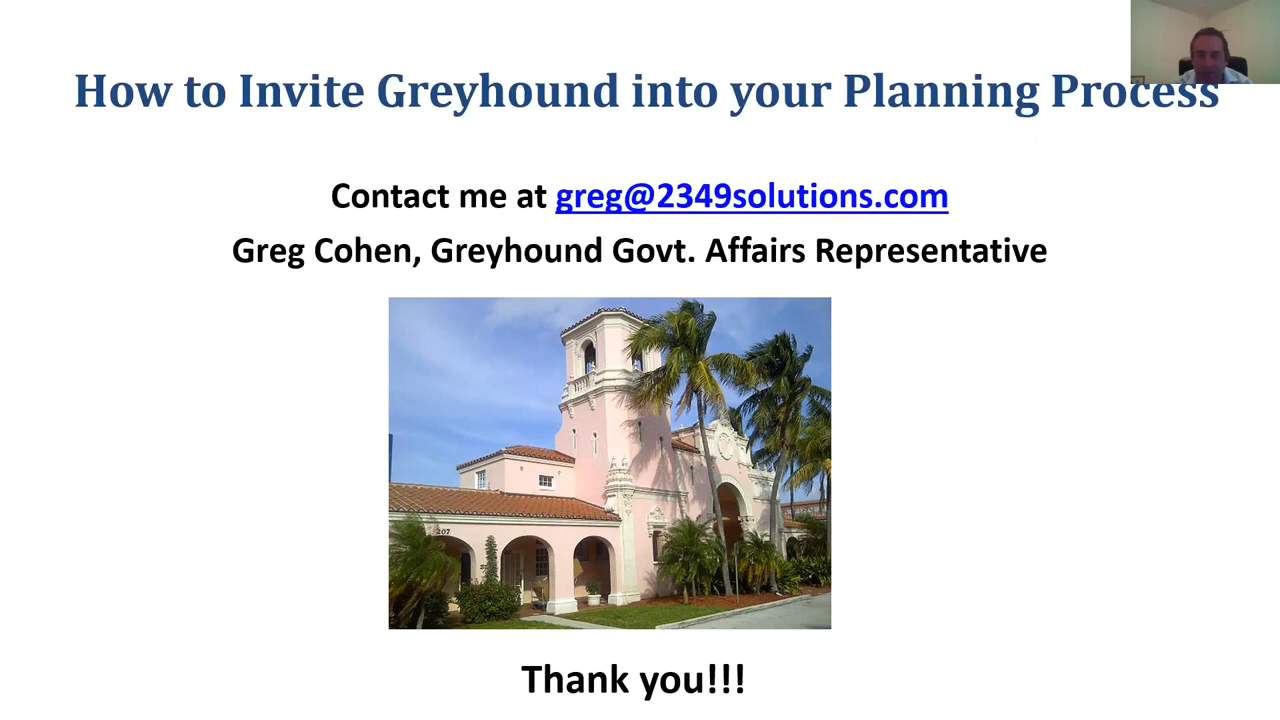 How to Invite Greyhound into your Planning Process
Contact me at greg@2349solutions.com
Greg Cohen, Greyhound Govt. Affairs Representative
207
Thank you!!!